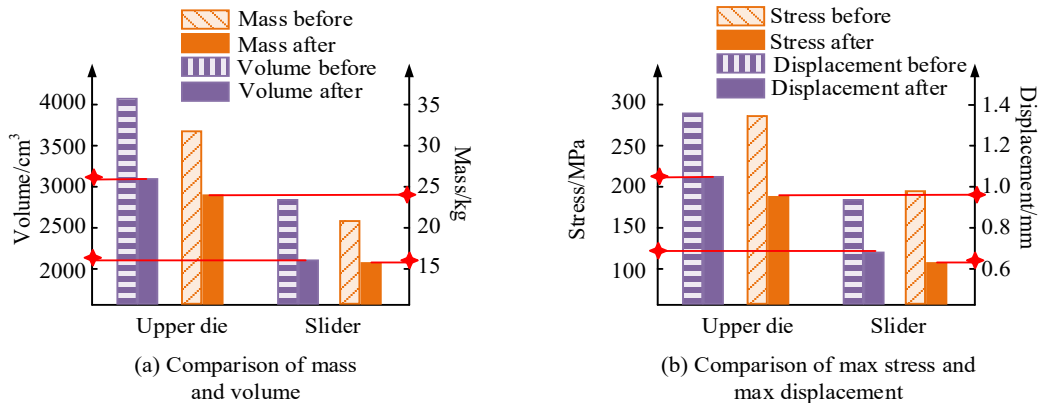 Mass before
Mass after
Volume before
Volume after
4000
3500
3000
2500
2000
Volume/cm³
35
30
25
20
15
Mass/kg
Upper die
Slider
(a) Comparison of mass
and volume
Stress before
Stress after
Displacement before
Displacement after
300
250
200
150
100
Stress/MPa
1.4
1.2
1.0
0.8
0.6
Displacement/mm
Upper die
Slider
(b) Comparison of max stress and
max displacement